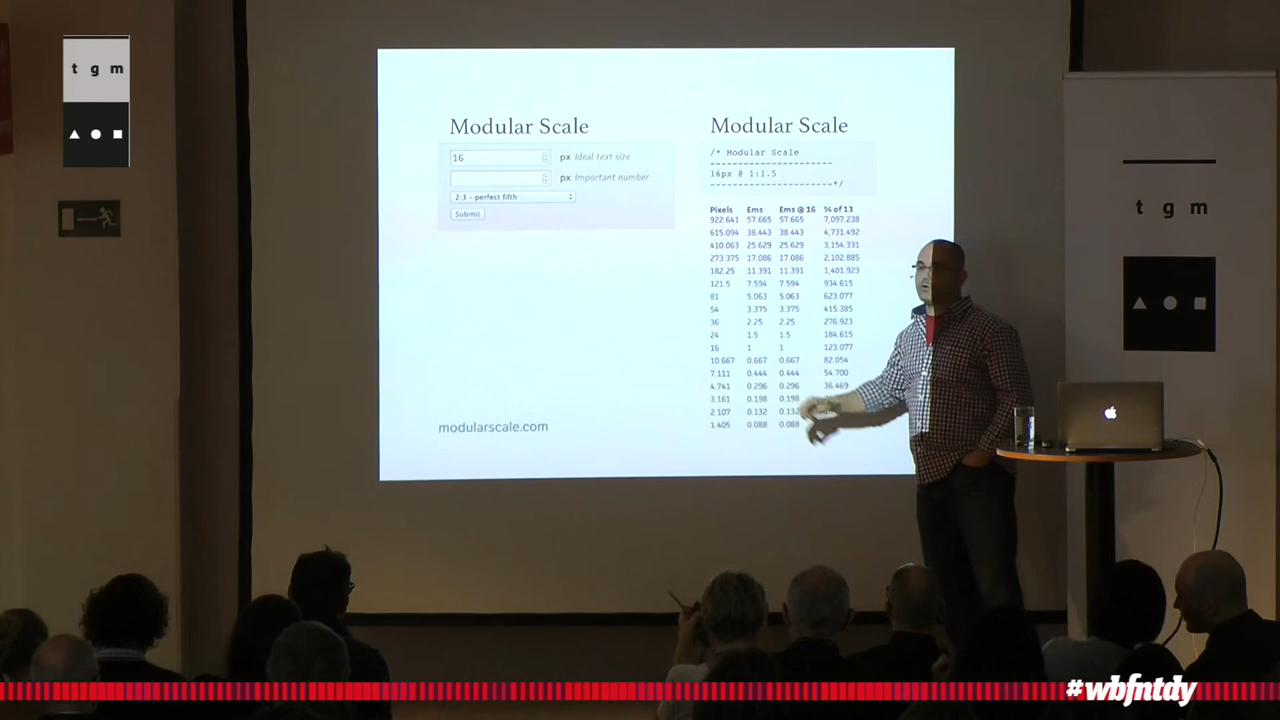 t g m
Modular Scale
16
px Ideal text size
px Important number
2:3 - perfect fifth
Submit
modularscale.com
Modular Scale
/* Modular Scale
----------------------
16px @ 1:1.5
-----------------------*/
Pixels Ems Ems @ 16 % of 13
922.641 57.665 57.665 7,097.238
615.094 38.443 38.443 4,731.492
410.063 25.629 25.629 3,154.331
273.375 17.086 17.086 2,102.885
182.25 11.391 11.391 1,401.923
121.5 7.594 7.594 934.615
81 5.063 5.063 623.077
54 3.375 3.375 415.385
36 2.25 2.25 276.923
24 1.5 1.5 184.615
16 1 1 123.077
10.667 0.667 0.667 82.054
7.111 0.444 0.444 54.700
4.741 0.296 0.296 36.469
3.161 0.198 0.198
2.107 0.132 0.132
1.405 0.088 0.088
t g m
#wbfntdy